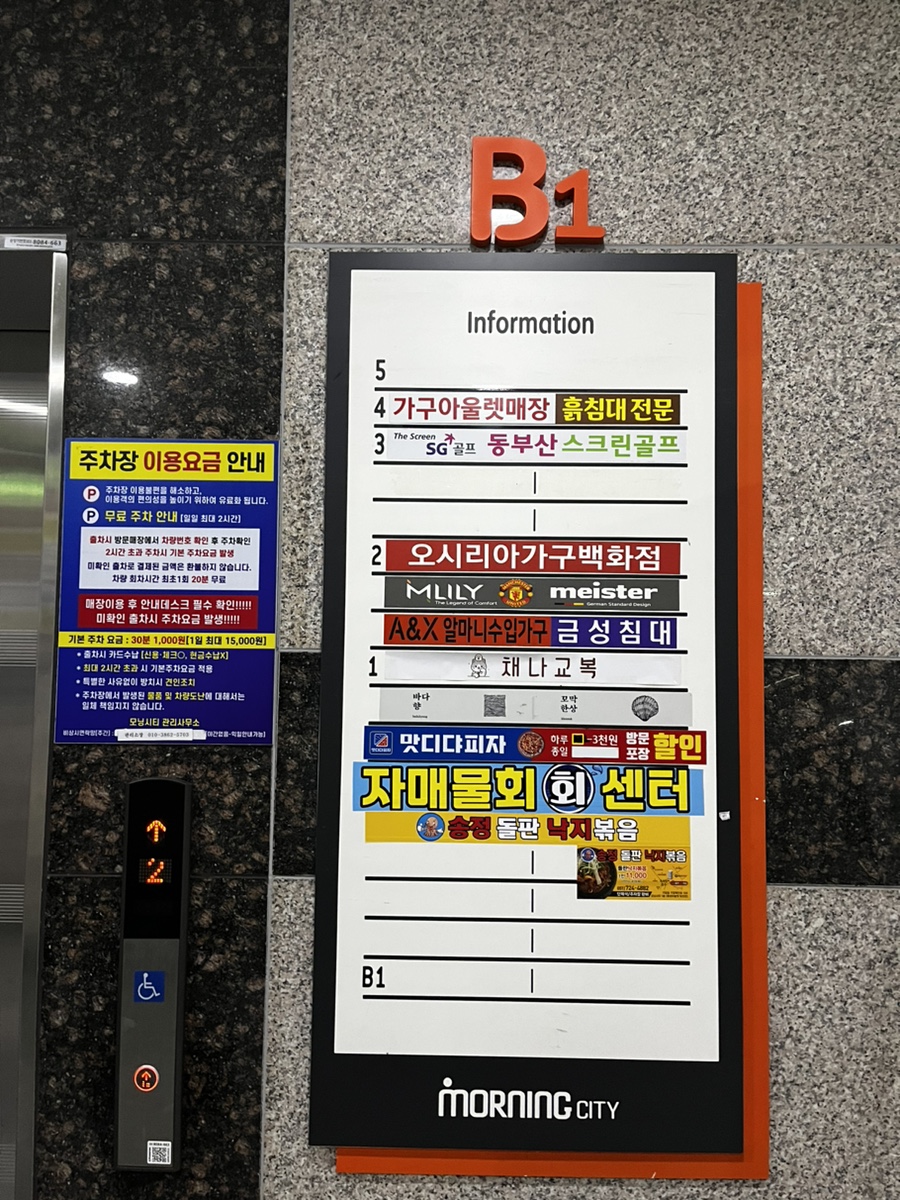 B1
Information
5
4 가구아울렛매장 흙침대 전문
3 The Screen SG골프 동부산스크린골프
2 오시리아가구백화점
MLILY The Legend of Comfort MANCHESTER UNITED meister German Standard Design
A&X 알마니수입가구 금성침대
1 채나교복
바다향 꼬막한상
맛디댜피자 하루종일 -3천원 방문포장 할인
자매물회 회 센터
송정 돌판 낙지볶음
송정 돌판 낙지볶음
11,000
724-4882
B1
MORNING CITY
주차장 이용요금 안내
P 주차장 이용불편을 해소하고,
이용객의 편의성을 높이기 위하여 유료화 됩니다.
P 무료 주차 안내 [일일 최대 2시간]
출차시 방문매장에서 차량번호 확인 후 주차확인
2시간 초과 주차시 기본 주차요금 발생
미확인 출차로 결제된 금액은 환불하지 않습니다.
차량 회차시간 최초1회 20분 무료
매장이용 후 안내데스크 필수 확인!!!!!
미확인 출차시 주차요금 발생!!!!!
기본 주차 요금 : 30분 1,000원[1일 최대 15,000원]
• 출차시 카드수납 [신용·체크O, 현금수납X]
• 최대 2시간 초과 시 기본주차요금 적용
• 특별한 사유없이 방치시 견인조치
• 주차장에서 발생된 물품 및 차량도난에 대해서는
일체 책임지지 않습니다.
모닝시티 관리사무소
2